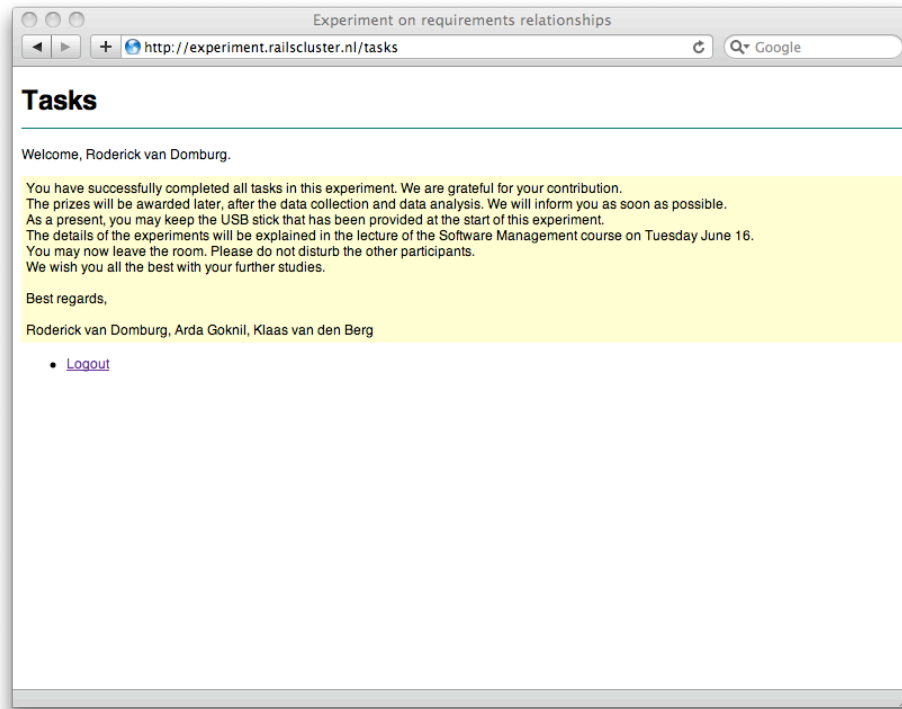 Experiment on requirements relationships
http://experiment.railscluster.nl/tasks
Google
Tasks
Welcome, Roderick van Domburg.
You have successfully completed all tasks in this experiment. We are grateful for your contribution.
The prizes will be awarded later, after the data collection and data analysis. We will inform you as soon as possible.
As a present, you may keep the USB stick that has been provided at the start of this experiment.
The details of the experiments will be explained in the lecture of the Software Management course on Tuesday June 16.
You may now leave the room. Please do not disturb the other participants.
We wish you all the best with your further studies.
Best regards,
Roderick van Domburg, Arda Goknil, Klaas van den Berg
Logout